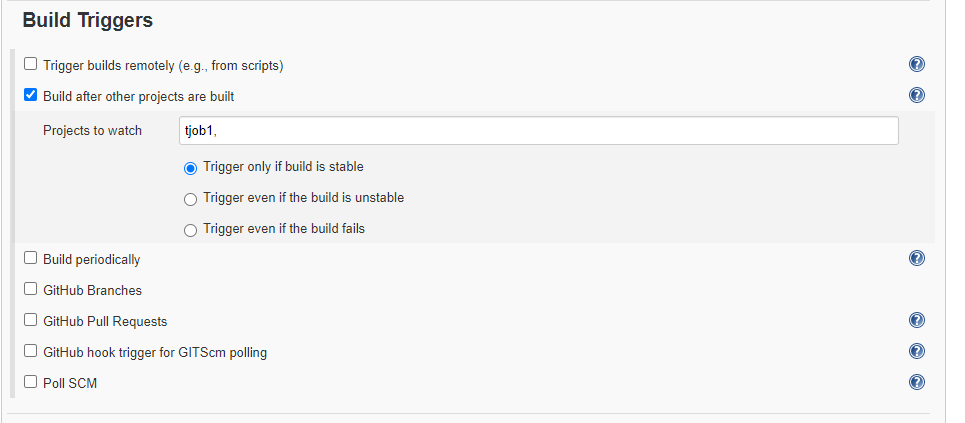 Build Triggers
Trigger builds remotely (e.g., from scripts)
Build after other projects are built
Projects to watch tjob1,
Trigger only if build is stable
Trigger even if the build is unstable
Trigger even if the build fails
Build periodically
GitHub Branches
GitHub Pull Requests
GitHub hook trigger for GITScm polling
Poll SCM